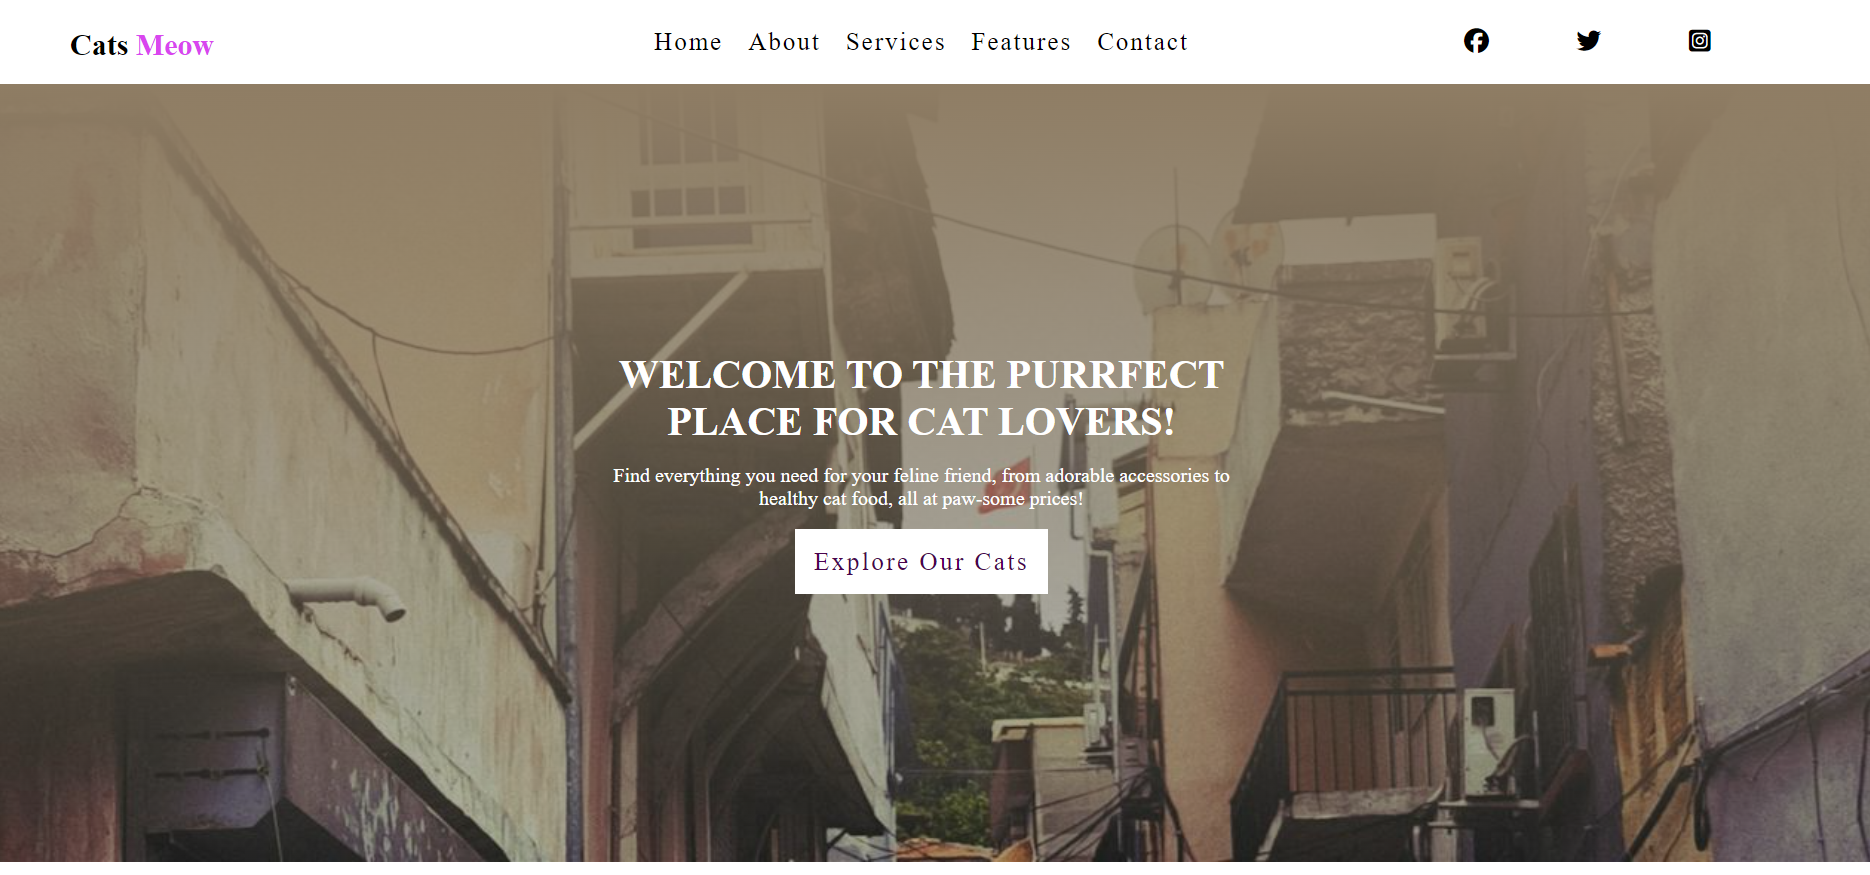 Cats Meow
Home About Services Features Contact
WELCOME TO THE PURRFECT
PLACE FOR CAT LOVERS!
Find everything you need for your feline friend, from adorable accessories to
healthy cat food, all at paw-some prices!
Explore Our Cats